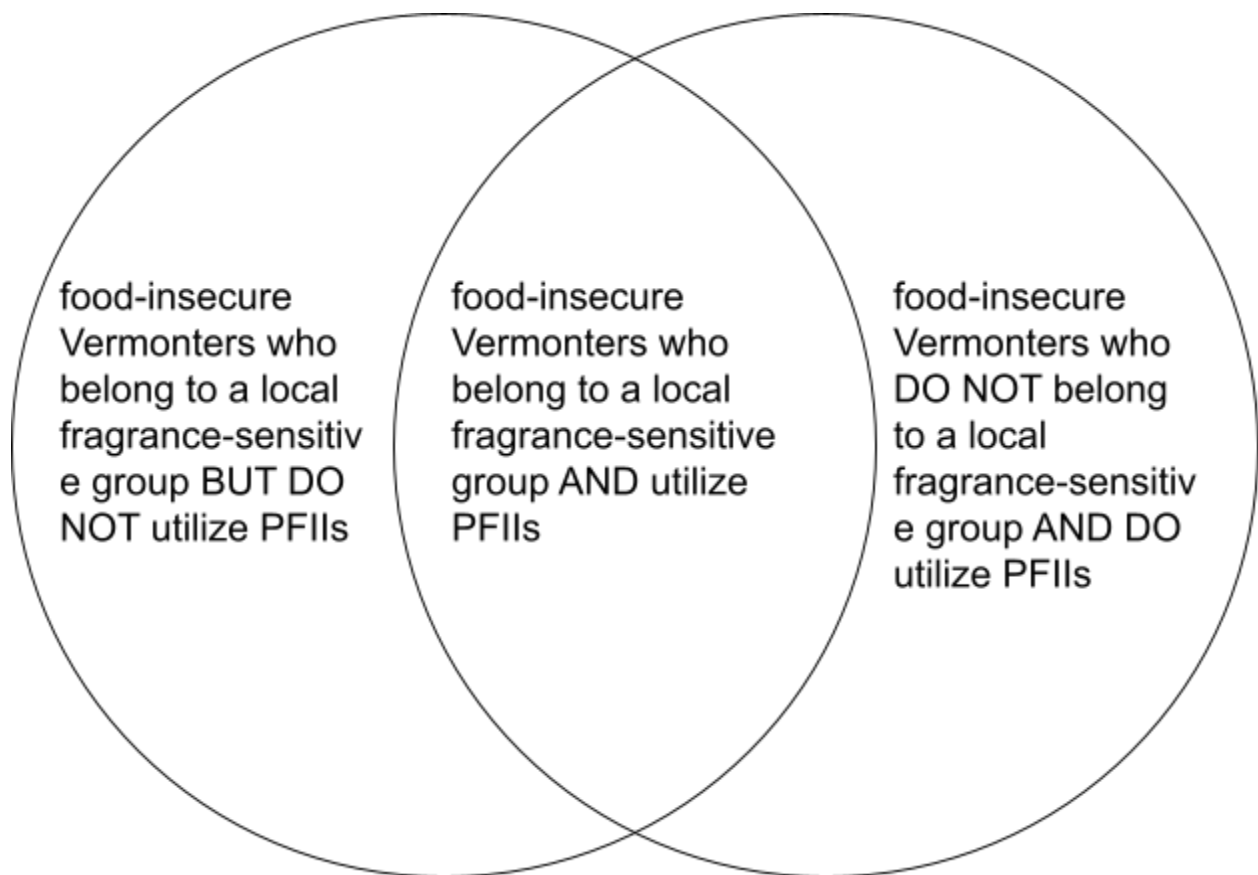 food-insecure
Vermonters who
belong to a local
fragrance-sensitiv
e group BUT DO
NOT utilize PFIIs
food-insecure
Vermonters who
belong to a local
fragrance-sensitive
group AND utilize
PFIIs
food-insecure
Vermonters who
DO NOT belong
to a local
fragrance-sensitiv
e group AND DO
utilize PFIIs